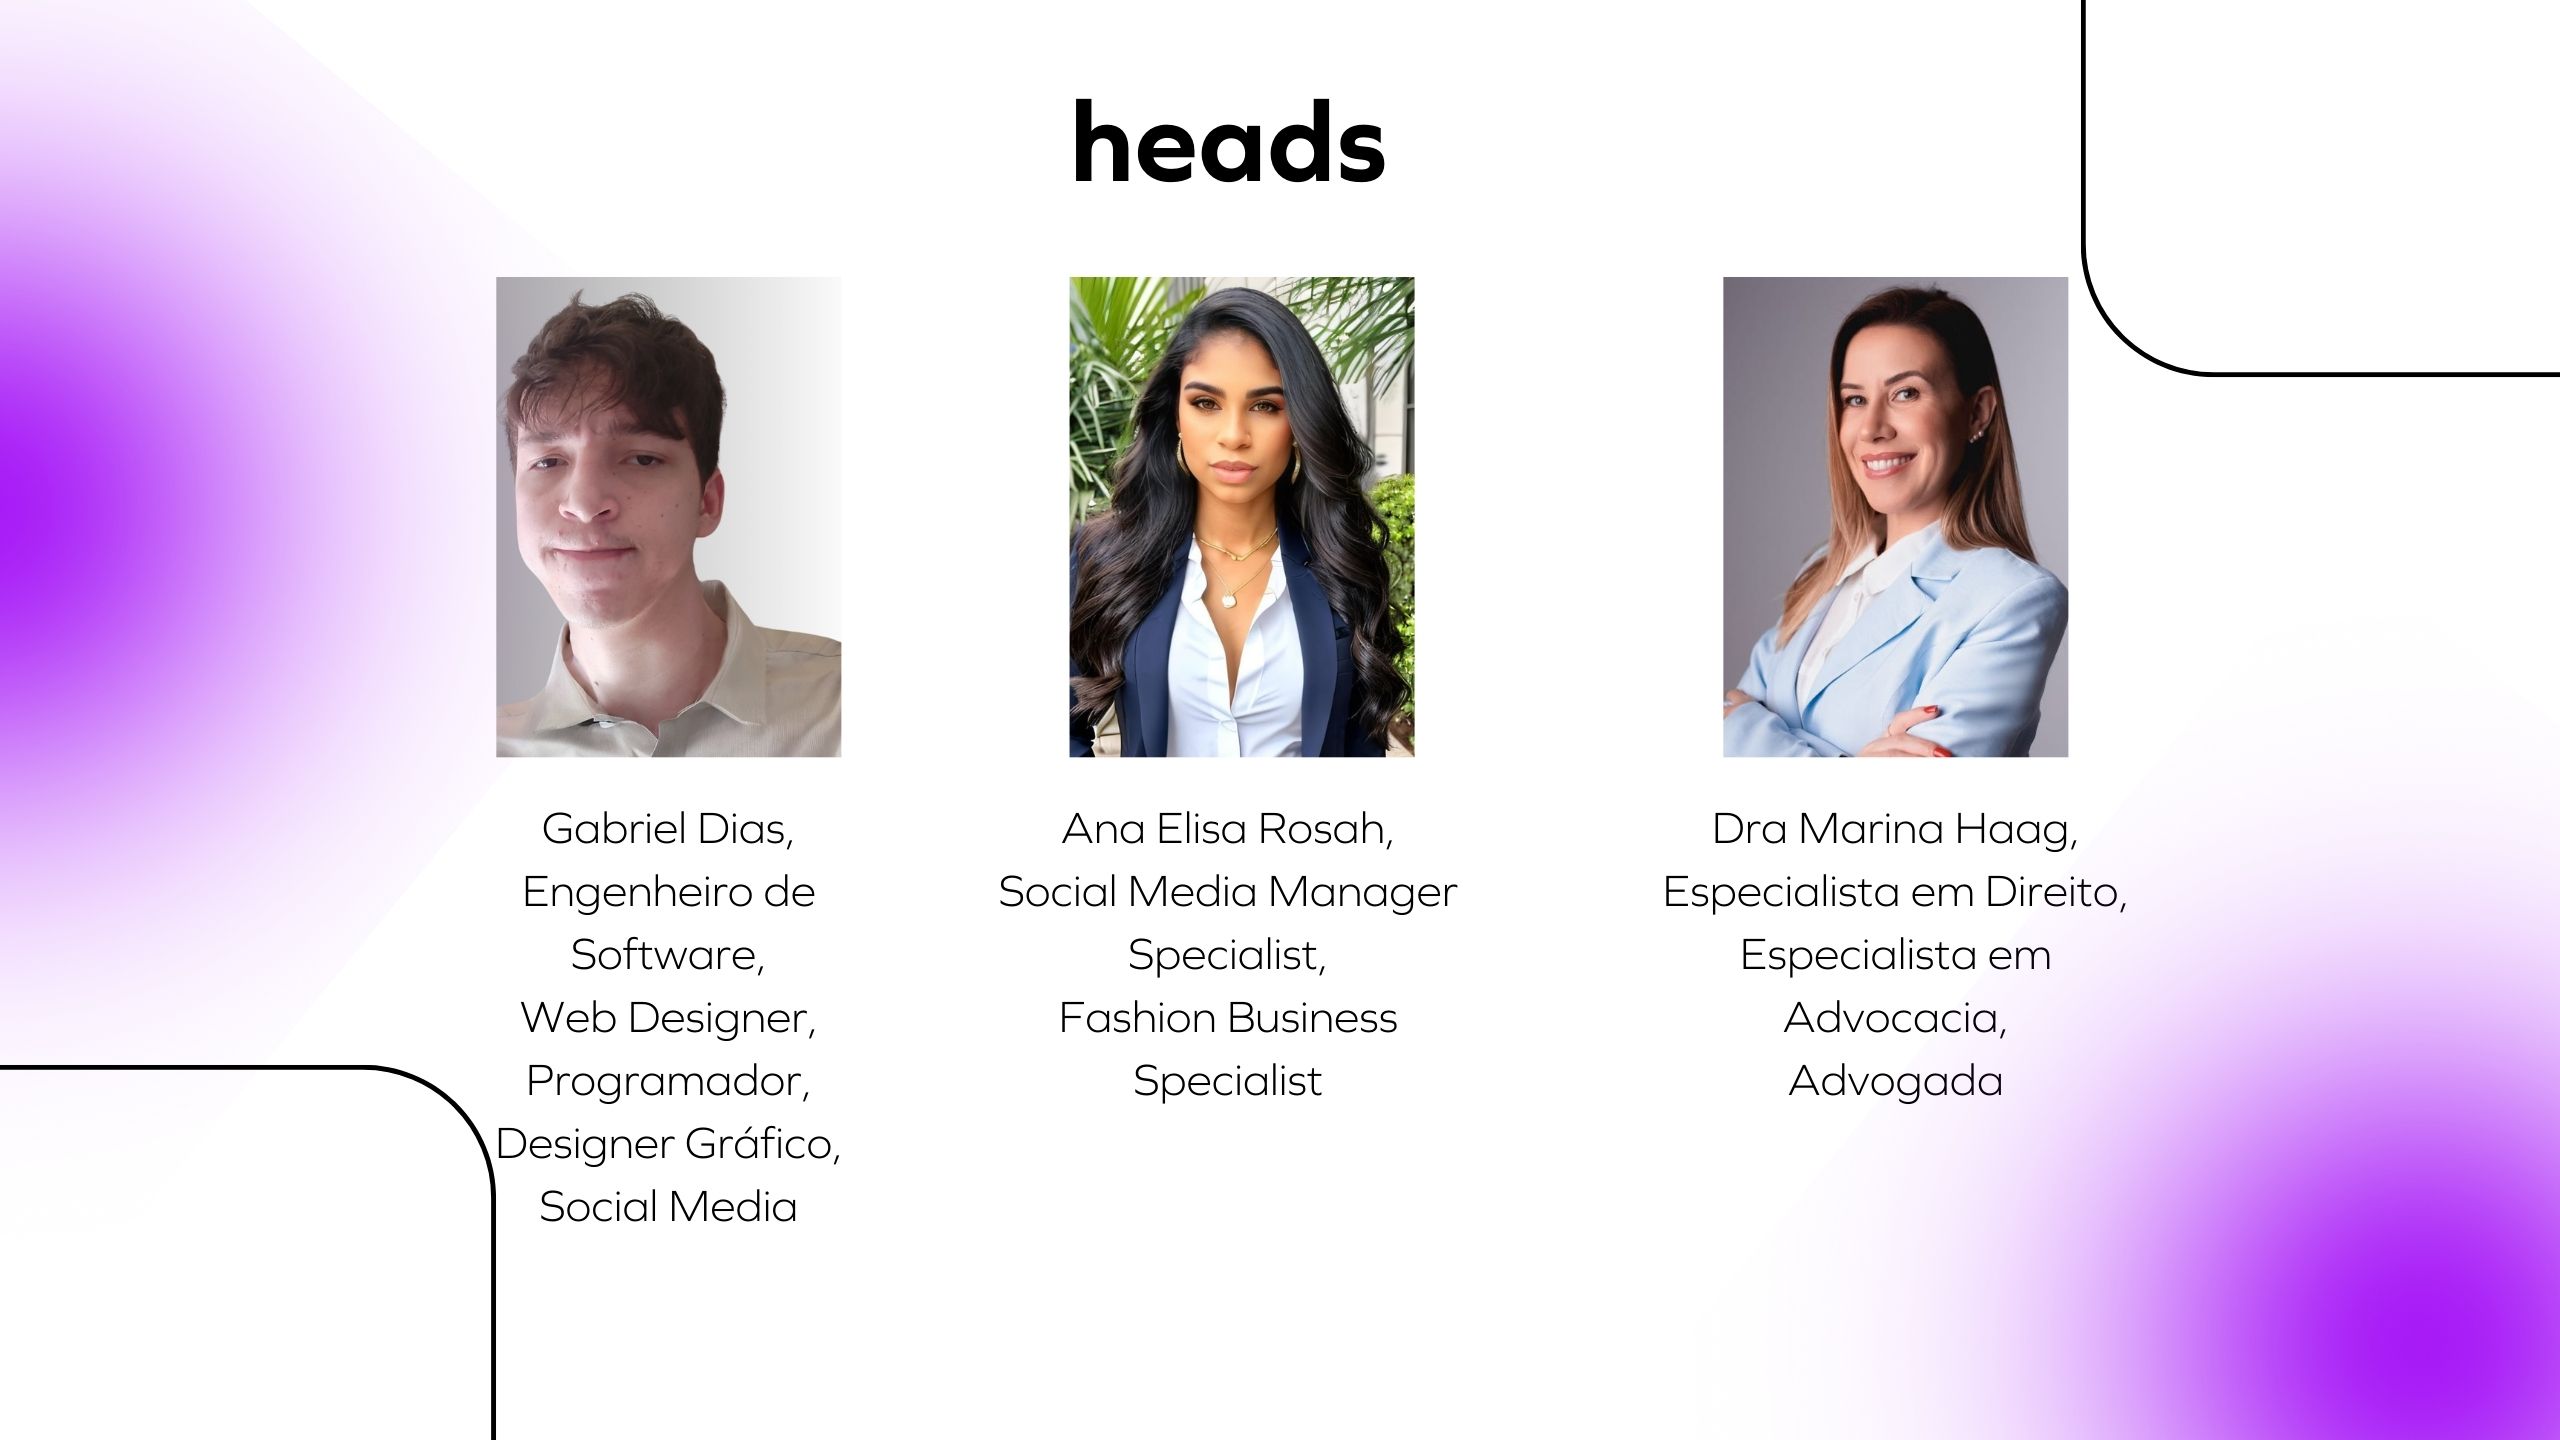 heads
Gabriel Dias,
Engenheiro de
Software,
Web Designer,
Programador,
Designer Gráfico,
Social Media
Ana Elisa Rosah,
Social Media Manager
Specialist,
Fashion Business
Specialist
Dra Marina Haag,
Especialista em Direito,
Especialista em
Advocacia,
Advogada